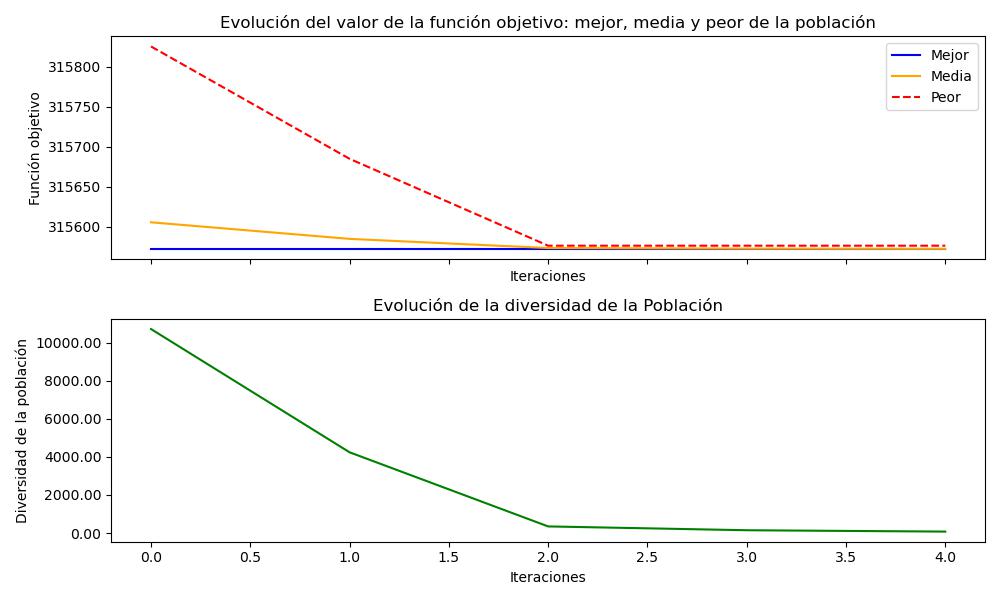 Evolución del valor de la función objetivo: mejor, media y peor de la población
Función objetivo
315800
315750
315700
315650
315600
Mejor
Media
Peor
Iteraciones
Evolución de la diversidad de la Población
Diversidad de la población
10000.00
8000.00
6000.00
4000.00
2000.00
0.00
0.0 0.5 1.0 1.5 2.0 2.5 3.0 3.5 4.0
Iteraciones